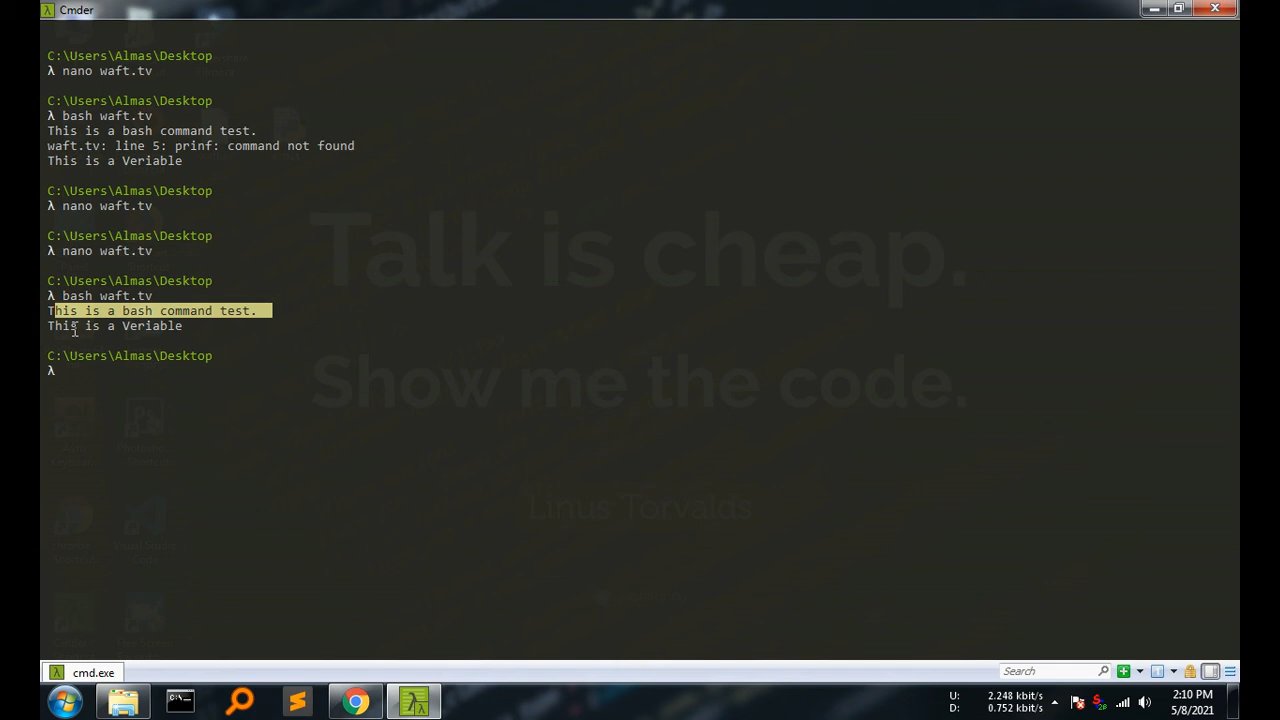 Cmder
C:\Users\Almas\Desktop
λ nano waft.tv
C:\Users\Almas\Desktop
λ bash waft.tv
This is a bash command test.
waft.tv: line 5: prinf: command not found
This is a Veriable
C:\Users\Almas\Desktop
λ nano waft.tv
C:\Users\Almas\Desktop
λ nano waft.tv
C:\Users\Almas\Desktop
λ bash waft.tv
This is a bash command test.
This is a Veriable
C:\Users\Almas\Desktop
λ
Talk is cheap.
Show me the code.
Linus Torvalds
cmd.exe
Search
U: 2.248 kbit/s
D: 0.752 kbit/s
2:10 PM
5/8/2021